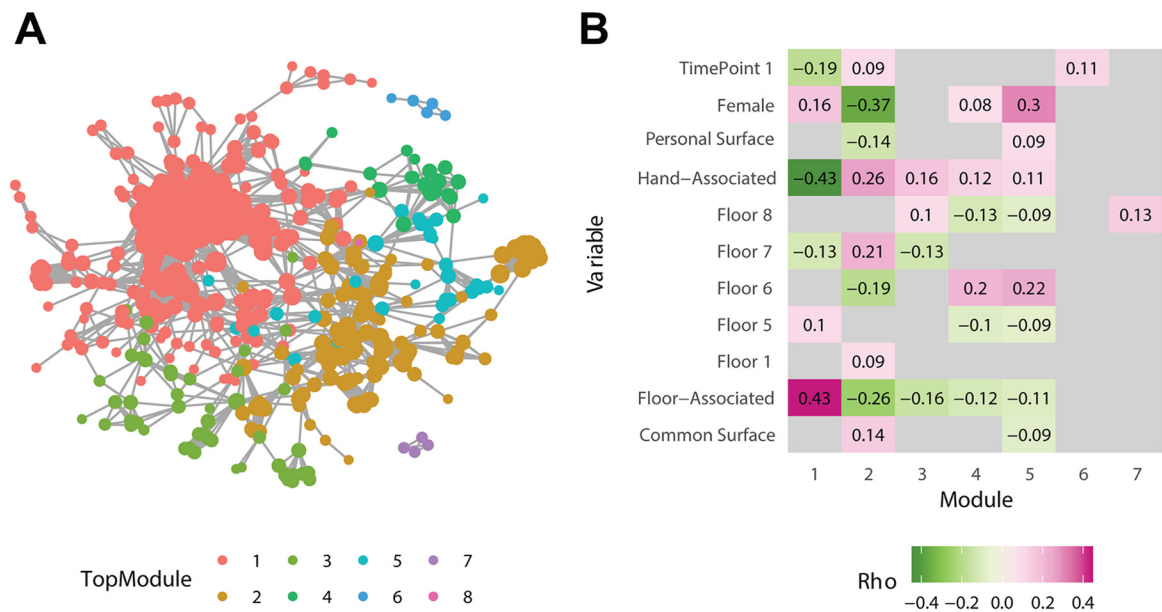 A
B
TimePoint 1 −0.19 0.09 0.11
Female 0.16 −0.37 0.08 0.3
Personal Surface −0.14 0.09
Hand−Associated −0.43 0.26 0.16 0.12 0.11
Floor 8 0.1 −0.13 −0.09 0.13
Floor 7 −0.13 0.21 −0.13
Floor 6 −0.19 0.2 0.22
Floor 5 0.1 −0.1 −0.09
Floor 1 0.09
Floor−Associated 0.43 −0.26 −0.16 −0.12 −0.11
Common Surface 0.14 −0.09
Variable
1 2 3 4 5 6 7
Module
TopModule
1 3 5 7
2 4 6 8
Rho
−0.4 −0.2 0.0 0.2 0.4